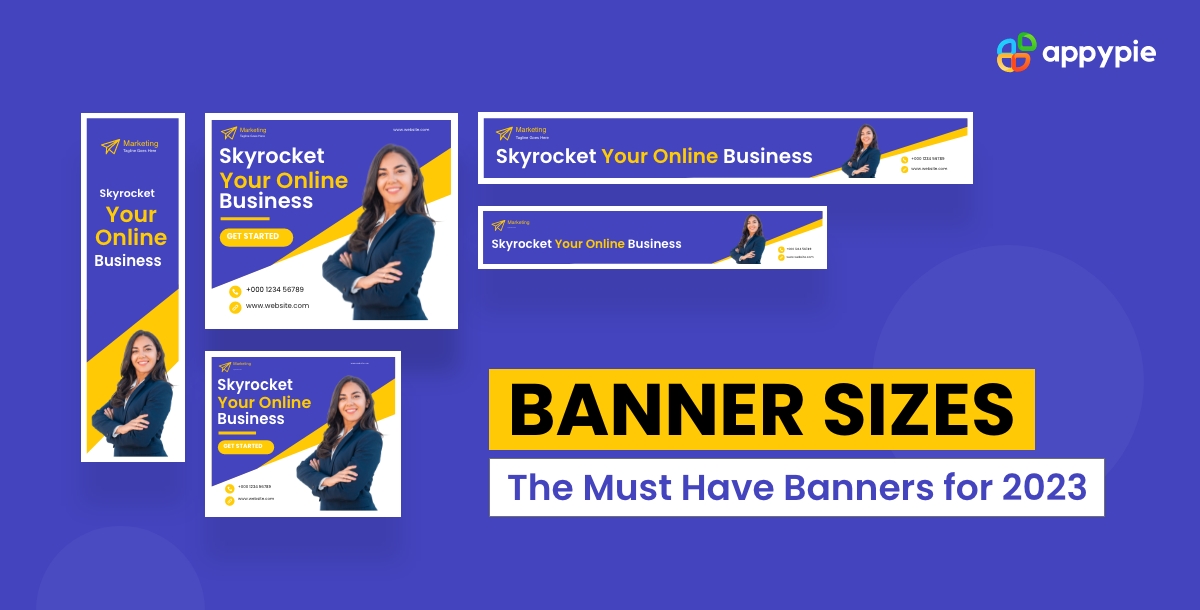 appypie
Marketing
Tagline Goes Here
Skyrocket
Your
Online
Business
Marketing
Tagline Goes Here
www.website.com
Skyrocket
Your Online
Business
GET STARTED
+000 1234 56789
www.website.com
Marketing
Tagline Goes Here
Skyrocket Your Online Business
+000 1234 56789
www.website.com
Marketing
Skyrocket Your Online Business
+000 1234 56789
www.website.com
Marketing
Skyrocket
Your Online
Business
GET STARTED
+000 1234 56789
www.website.com
BANNER SIZES
The Must Have Banners for 2023